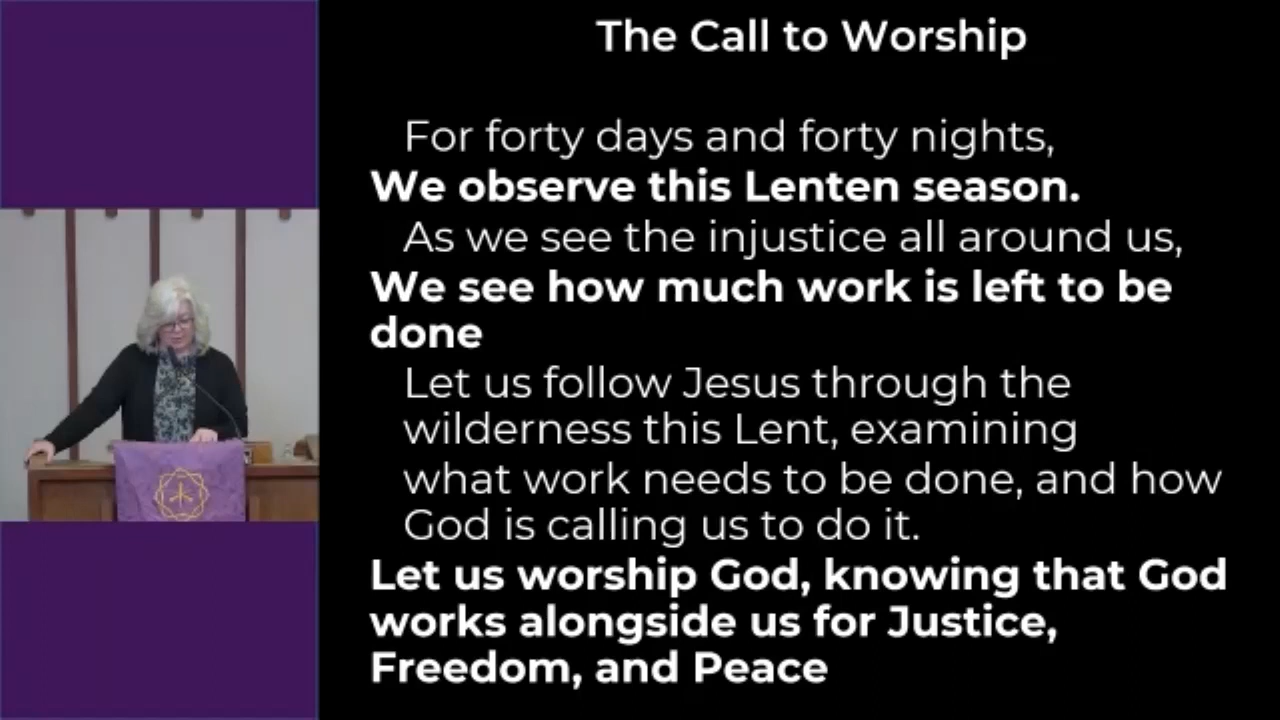 The Call to Worship
For forty days and forty nights,
We observe this Lenten season.
As we see the injustice all around us,
We see how much work is left to be
done
Let us follow Jesus through the
wilderness this Lent, examining
what work needs to be done, and how
God is calling us to do it.
Let us worship God, knowing that God
works alongside us for Justice,
Freedom, and Peace